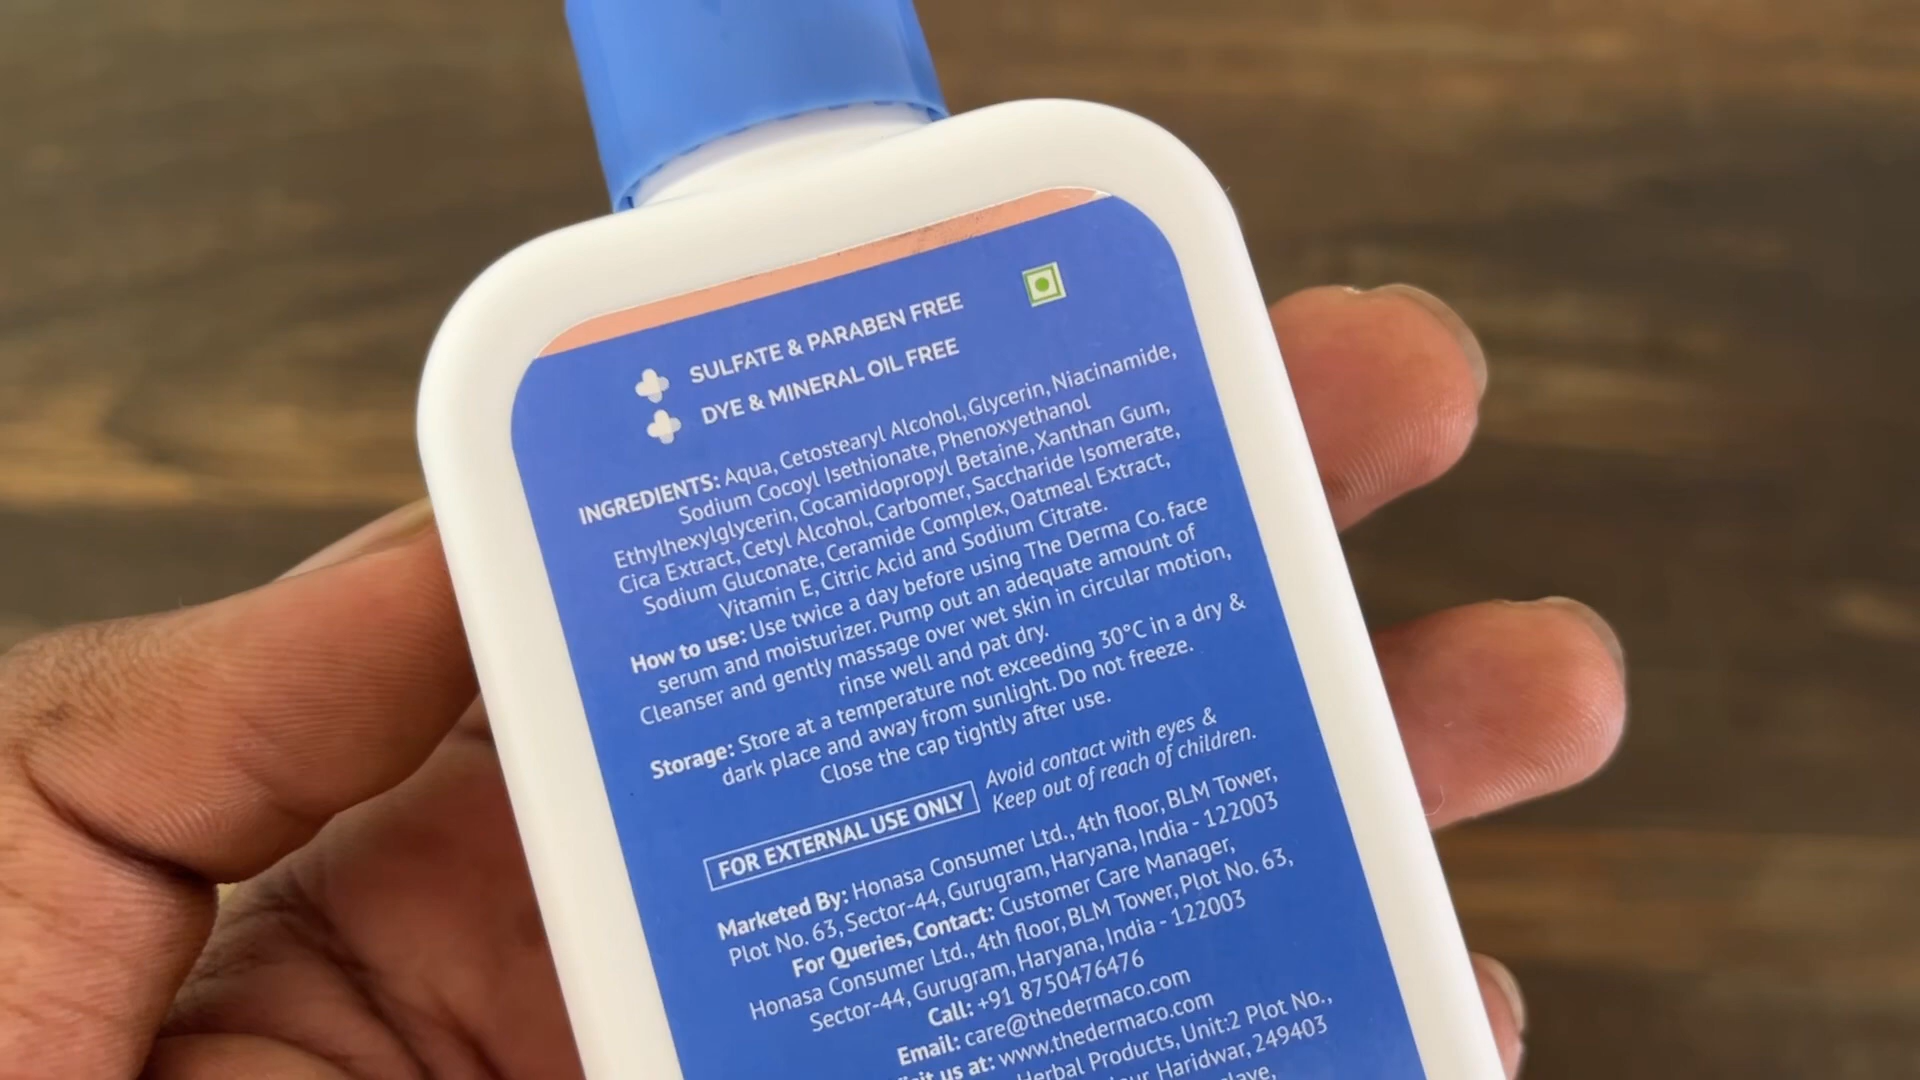 SULFATE & PARABEN FREE
DYE & MINERAL OIL FREE
INGREDIENTS: Aqua, Cetostearyl Alcohol, Glycerin, Niacinamide,
Sodium Cocoyl Isethionate, Phenoxyethanol
Ethylhexylglycerin, Cocamidopropyl Betaine, Xanthan Gum,
Cica Extract, Cetyl Alcohol, Carbomer, Saccharide Isomerate,
Sodium Gluconate, Ceramide Complex, Oatmeal Extract,
Vitamin E, Citric Acid and Sodium Citrate.
How to use: Use twice a day before using The Derma Co. face
serum and moisturizer. Pump out an adequate amount of
Cleanser and gently massage over wet skin in circular motion,
rinse well and pat dry.
Storage: Store at a temperature not exceeding 30°C in a dry &
dark place and away from sunlight. Do not freeze.
Close the cap tightly after use.
FOR EXTERNAL USE ONLY
Avoid contact with eyes &
Keep out of reach of children.
Marketed By: Honasa Consumer Ltd., 4th floor, BLM Tower,
Plot No. 63, Sector-44, Gurugram, Haryana, India - 122003
For Queries, Contact: Customer Care Manager,
Honasa Consumer Ltd., 4th floor, BLM Tower, Plot No. 63,
Sector-44, Gurugram, Haryana, India - 122003
Call: +91 8750476476
Email: care@thedermaco.com
us at: www.thedermaco.com
Herbal Products, Unit:2 Plot No.,
Haridwar, 249403